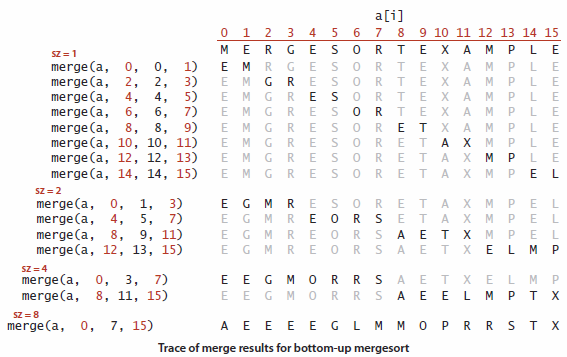 a[i]
0 1 2 3 4 5 6 7 8 9 10 11 12 13 14 15
M E R G E S O R T E X A M P L E
sz = 1
merge(a, 0, 0, 1) E M R G E S O R T E X A M P L E
merge(a, 2, 2, 3) E M G R E S O R T E X A M P L E
merge(a, 4, 4, 5) E M G R E S O R T E X A M P L E
merge(a, 6, 6, 7) E M G R E S O R T E X A M P L E
merge(a, 8, 8, 9) E M G R E S O R E T X A M P L E
merge(a, 10, 10, 11) E M G R E S O R E T A X M P L E
merge(a, 12, 12, 13) E M G R E S O R E T A X M P L E
merge(a, 14, 14, 15) E M G R E S O R E T A X M P E L
sz = 2
merge(a, 0, 1, 3) E G M R E S O R E T A X M P E L
merge(a, 4, 5, 7) E G M R E O R S E T A X M P E L
merge(a, 8, 9, 11) E G M R E O R S A E T X M P E L
merge(a, 12, 13, 15) E G M R E O R S A E T X E L M P
sz = 4
merge(a, 0, 3, 7) E E G M O R R S A E T X E L M P
merge(a, 8, 11, 15) E E G M O R R S A E E L M P T X
sz = 8
merge(a, 0, 7, 15) A E E E E G L M M O P R R S T X
Trace of merge results for bottom-up mergesort